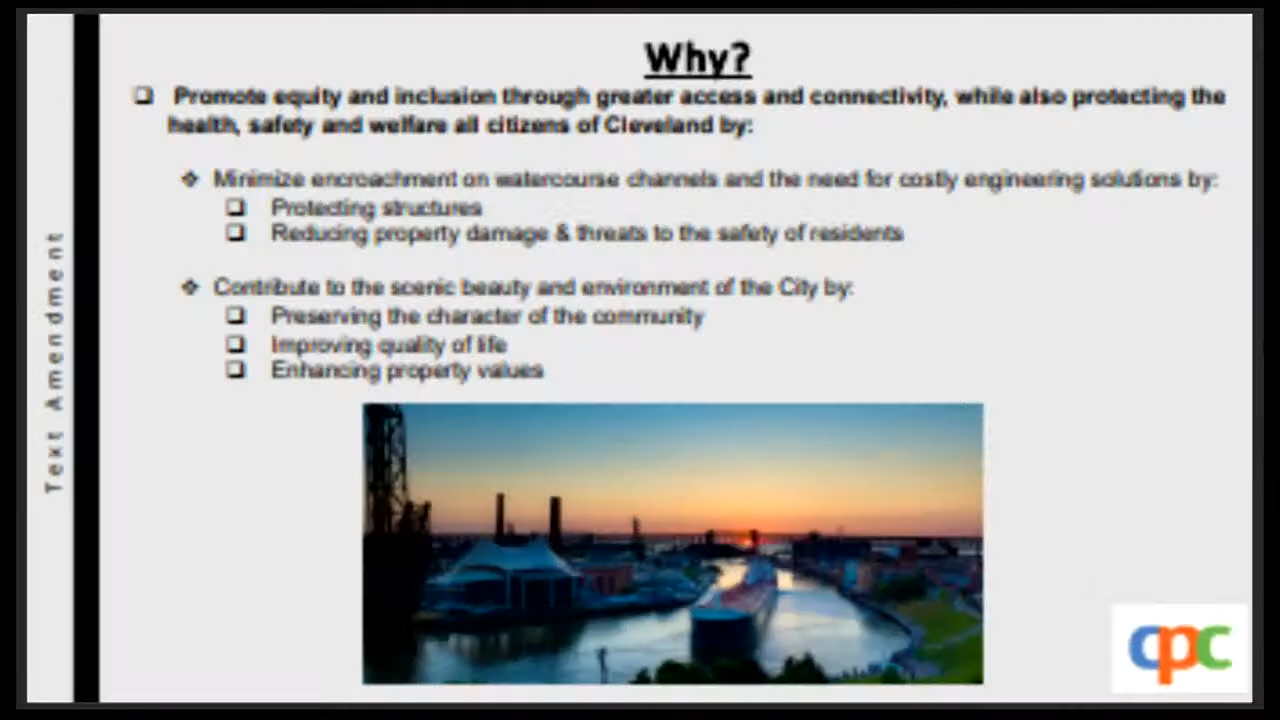 Why?
❑ Promote equity and inclusion through greater access and connectivity, while also protecting the
health, safety and welfare all citizens of Cleveland by:
❖ Minimize encroachment on watercourse channels and the need for costly engineering solutions by:
❑ Protecting structures
❑ Reducing property damage & threats to the safety of residents
❖ Contribute to the scenic beauty and environment of the City by:
❑ Preserving the character of the community
❑ Improving quality of life
❑ Enhancing property values
Text Amendment
cpc